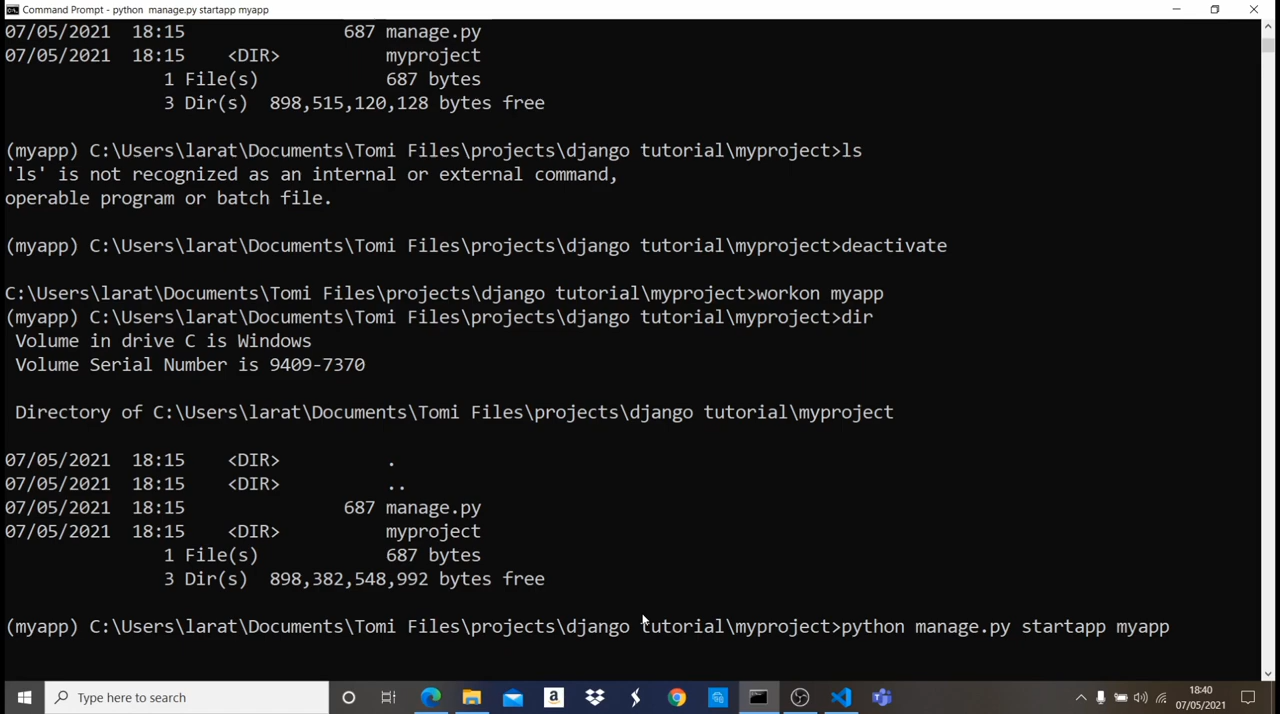 Command Prompt - python  manage.py startapp myapp
07/05/2021  18:15               687 manage.py
07/05/2021  18:15    <DIR>          myproject
               1 File(s)            687 bytes
               3 Dir(s)  898,515,120,128 bytes free
(myapp) C:\Users\larat\Documents\Tomi Files\projects\django tutorial\myproject>ls
'ls' is not recognized as an internal or external command,
operable program or batch file.
(myapp) C:\Users\larat\Documents\Tomi Files\projects\django tutorial\myproject>deactivate
C:\Users\larat\Documents\Tomi Files\projects\django tutorial\myproject>workon myapp
(myapp) C:\Users\larat\Documents\Tomi Files\projects\django tutorial\myproject>dir
 Volume in drive C is Windows
 Volume Serial Number is 9409-7370
 Directory of C:\Users\larat\Documents\Tomi Files\projects\django tutorial\myproject
07/05/2021  18:15    <DIR>          .
07/05/2021  18:15    <DIR>          ..
07/05/2021  18:15               687 manage.py
07/05/2021  18:15    <DIR>          myproject
               1 File(s)            687 bytes
               3 Dir(s)  898,382,548,992 bytes free
(myapp) C:\Users\larat\Documents\Tomi Files\projects\django tutorial\myproject>python manage.py startapp myapp
Type here to search
18:40
07/05/2021